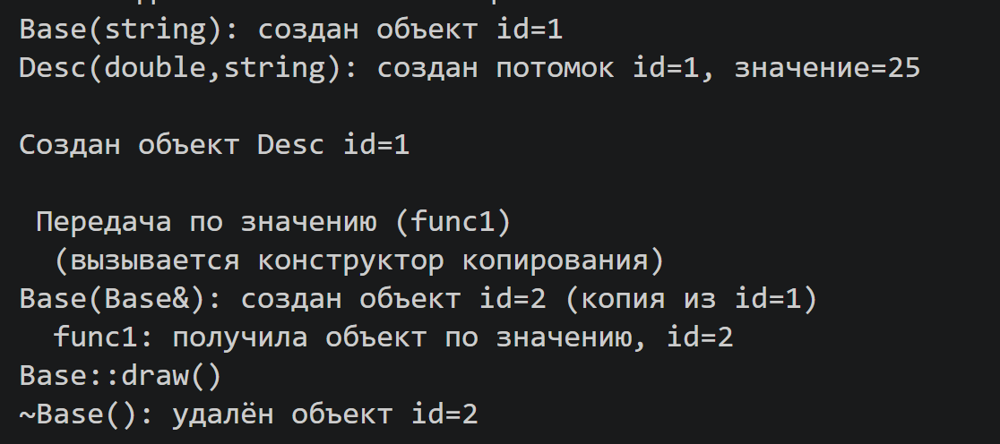 Base(string): создан объект id=1
Desc(double,string): создан потомок id=1, значение=25
Создан объект Desc id=1
Передача по значению (func1)
(вызывается конструктор копирования)
Base(Base&): создан объект id=2 (копия из id=1)
func1: получила объект по значению, id=2
Base::draw()
~Base(): удалён объект id=2